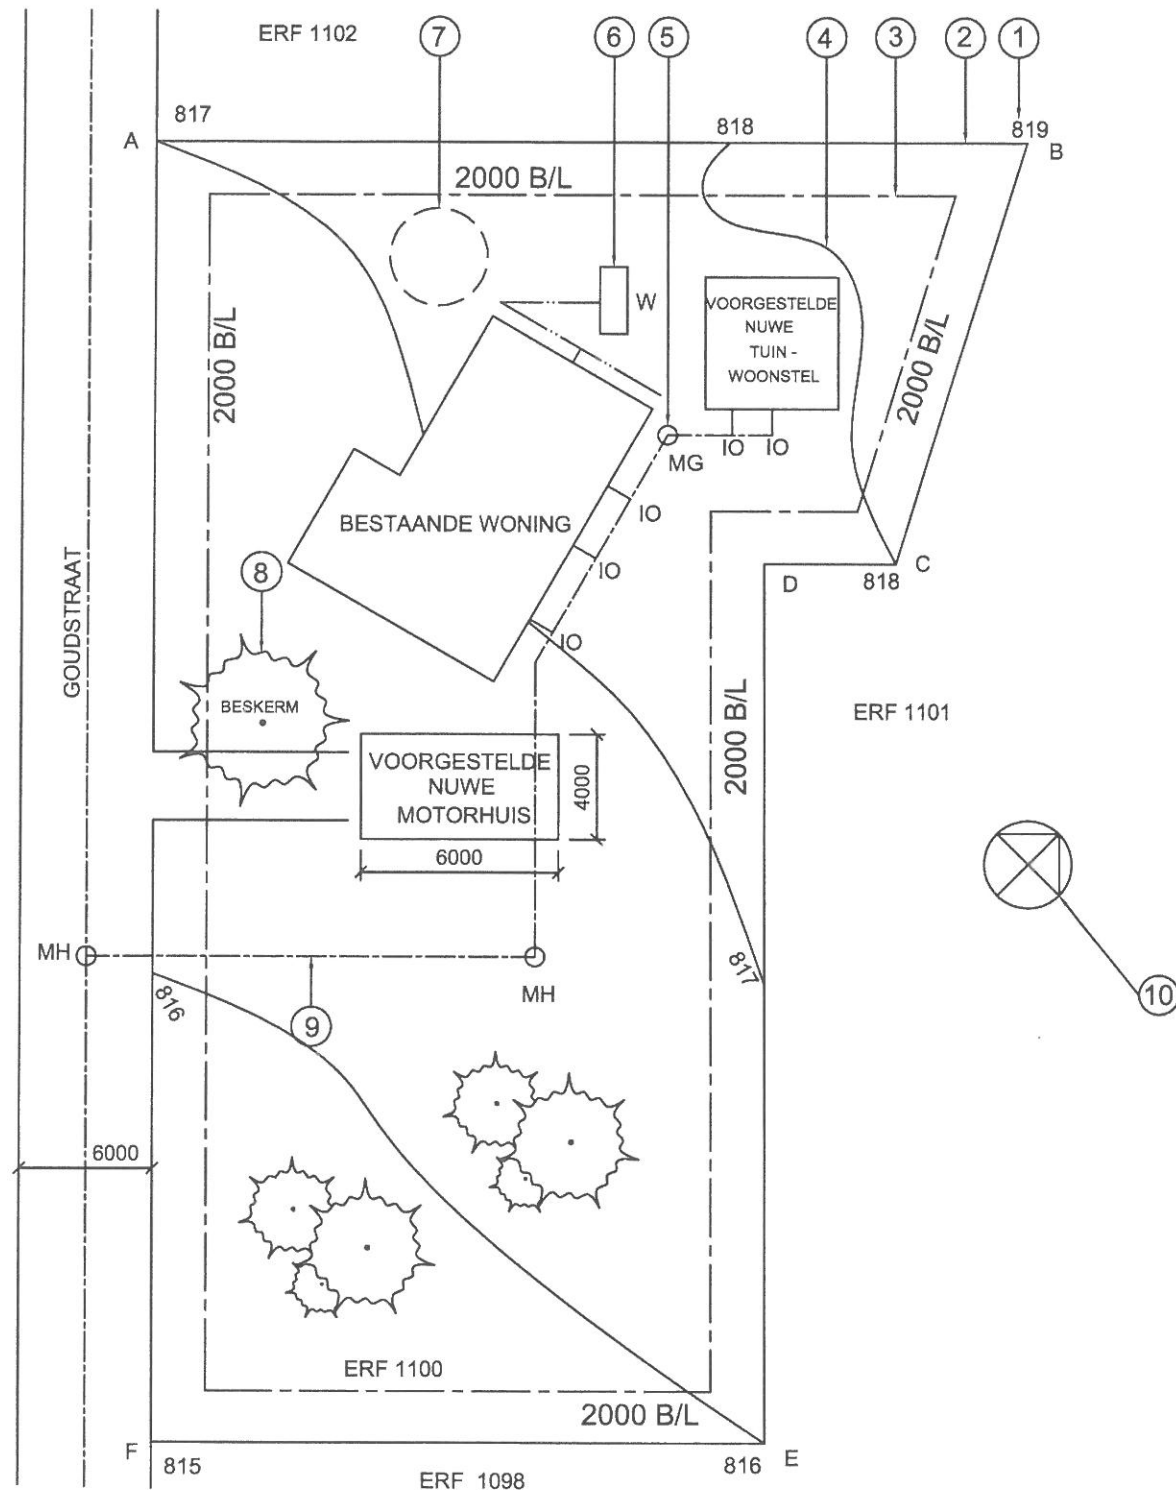 ERF 1102
7
6
5
4
3
2
1
817
818
819
A
B
2000 B/L
W
VOORGESTELDE
NUWE
TUIN -
WOONSTEL
2000 B/L
2000 B/L
IO
IO
MG
IO
BESTAANDE WONING
IO
GOUDSTRAAT
8
D
818
C
IO
BESKERM
ERF 1101
2000 B/L
VOORGESTELDE
NUWE
MOTORHUIS
4000
6000
MH
MH
817
10
816
9
6000
ERF 1100
2000 B/L
F
815
ERF 1098
816
E